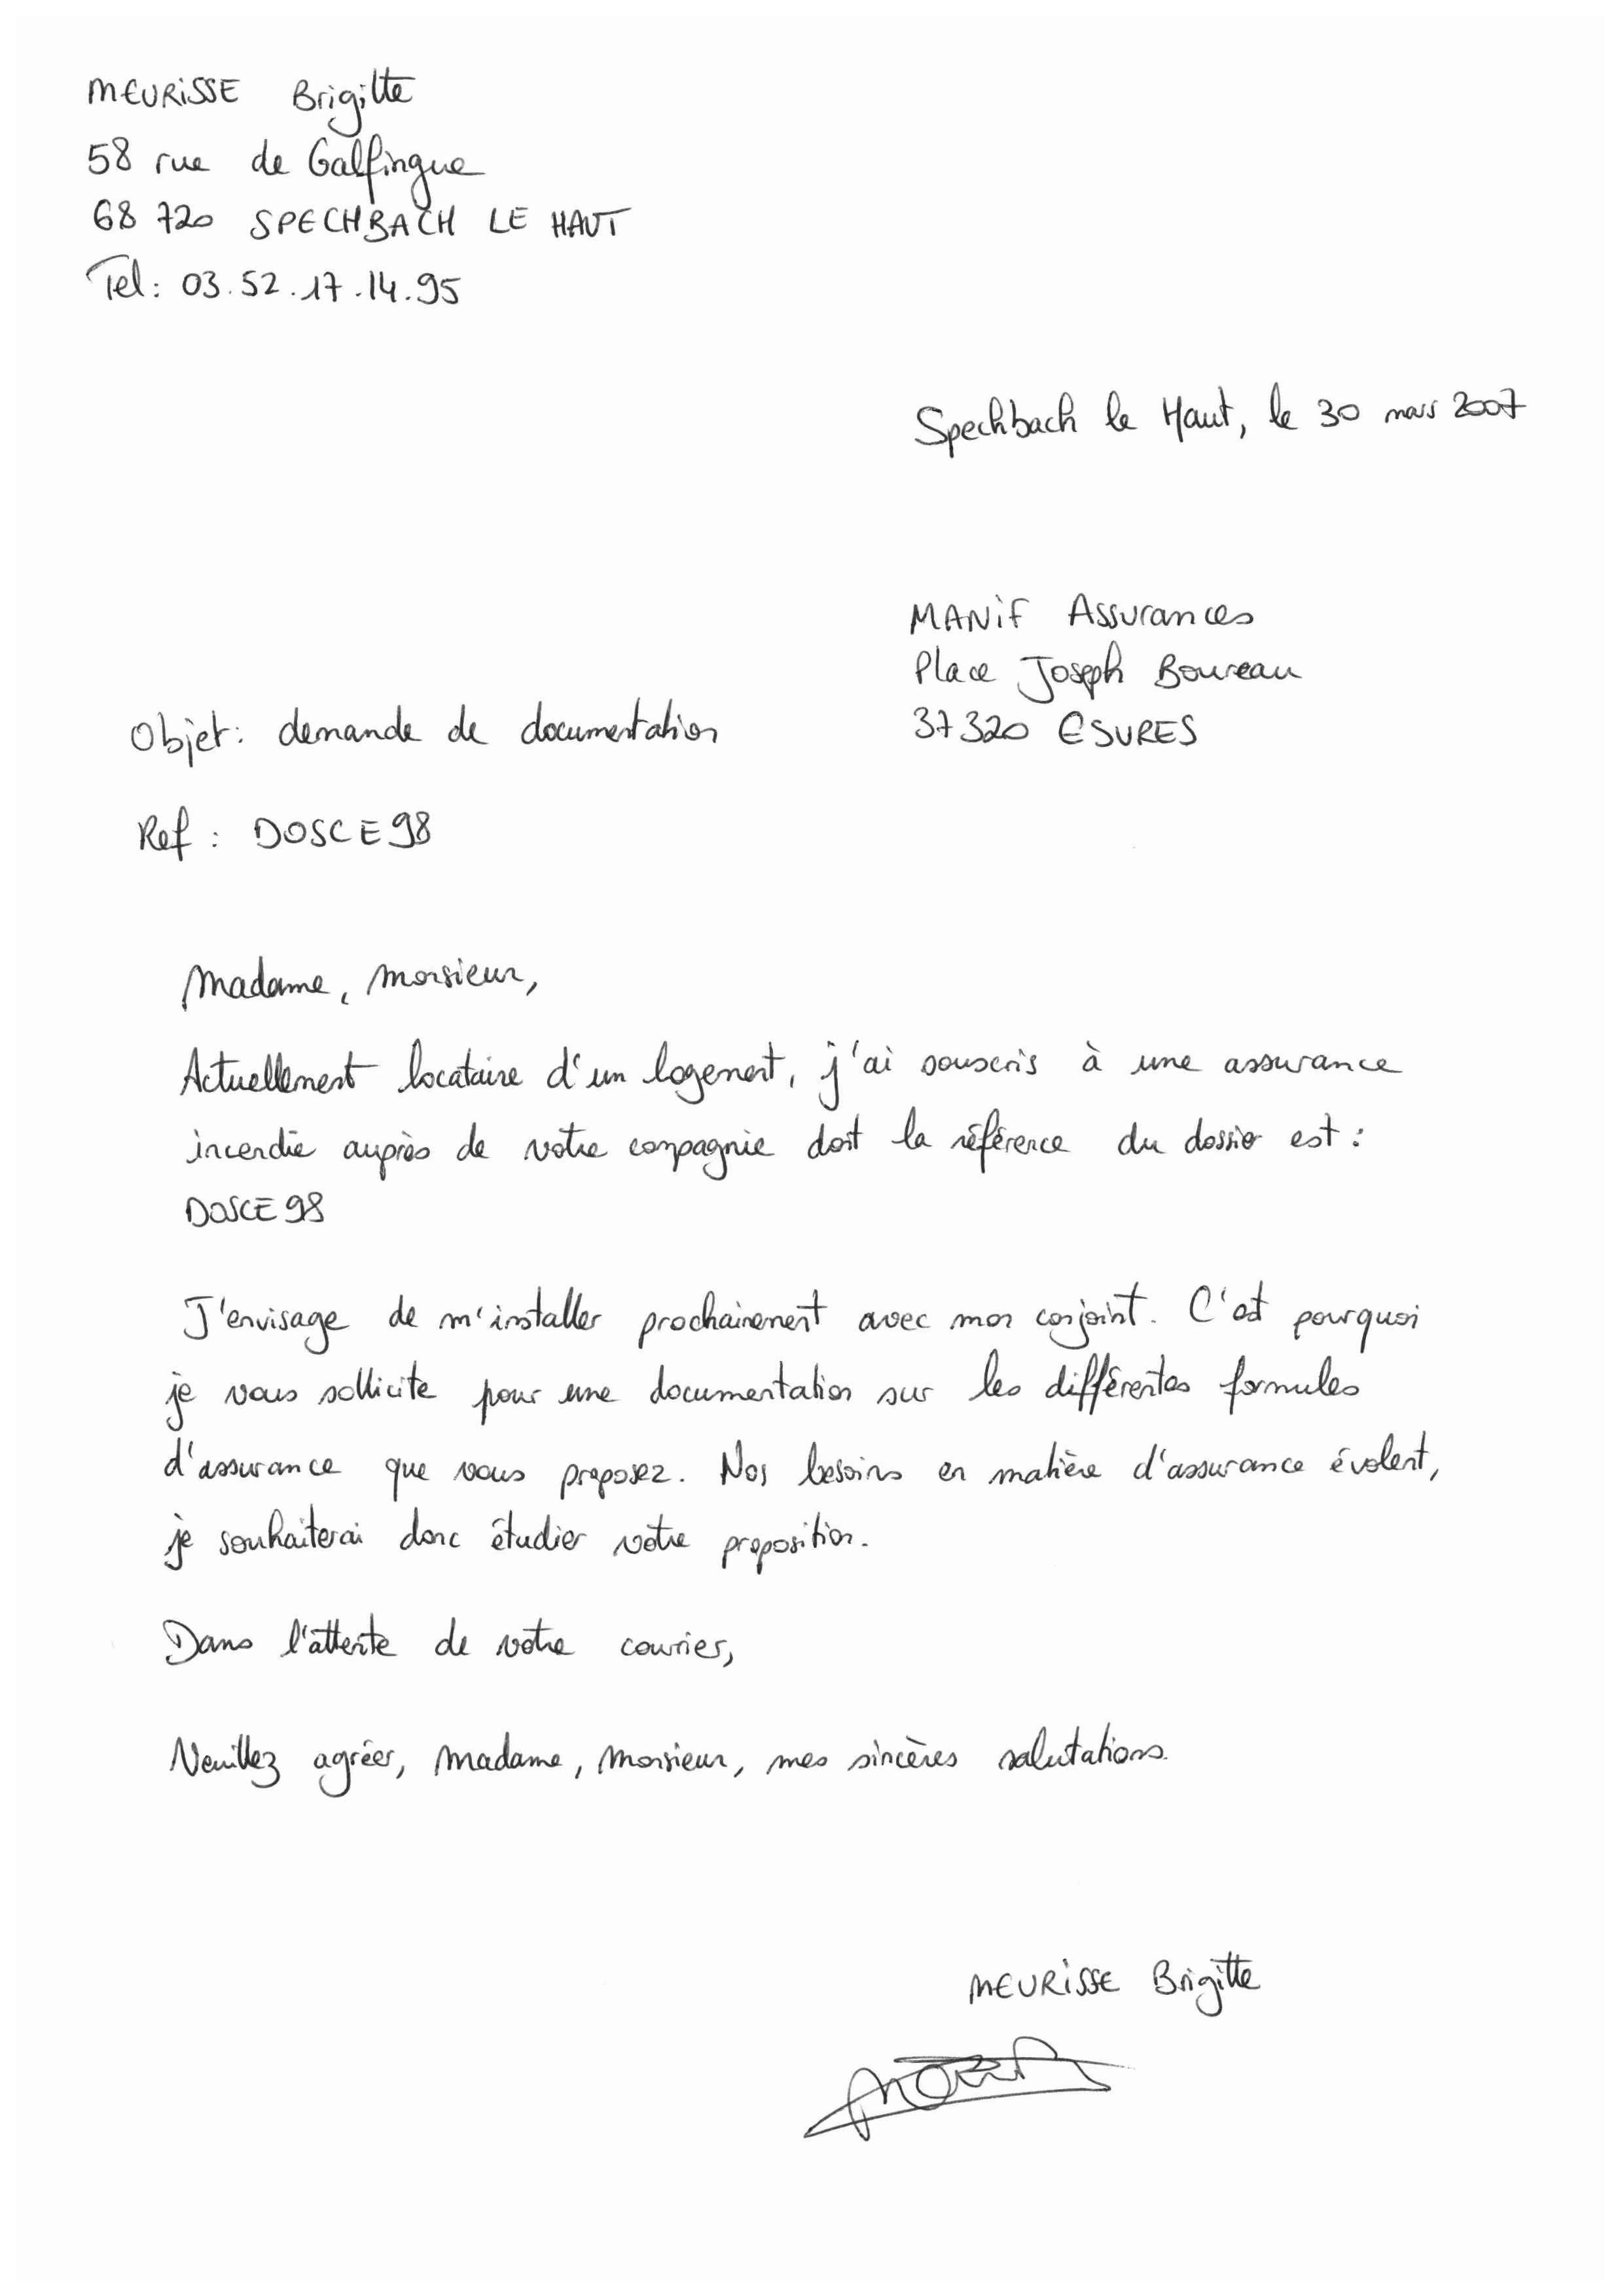 MEURISSE Brigitte
58 rue de Galfingue
68 720 SPECHBACH LE HAUT
Tel: 03.52.17.14.95
Spechbach le Haut, le 30 mars 2007
MANIF Assurances
Place Joseph Boureau
37320 ESURES
Objet: demande de documentation
Ref : DOSCE98
Madame, Monsieur,
Actuellement locataire d'un logement, j'ai souscris à une assurance
incendie auprès de votre compagnie dont la référence du dossier est :
DOSCE98
J'envisage de m'installer prochainement avec mon conjoint. C'est pourquoi
je vous sollicite pour une documentation sur les différentes formules
d'assurance que vous proposez. Nos besoins en matière d'assurance évoluent,
je souhaiterai donc étudier votre proposition.
Dans l'attente de votre courrier,
Veuillez agréer, Madame, Monsieur, mes sincères salutations.
MEURISSE Brigitte